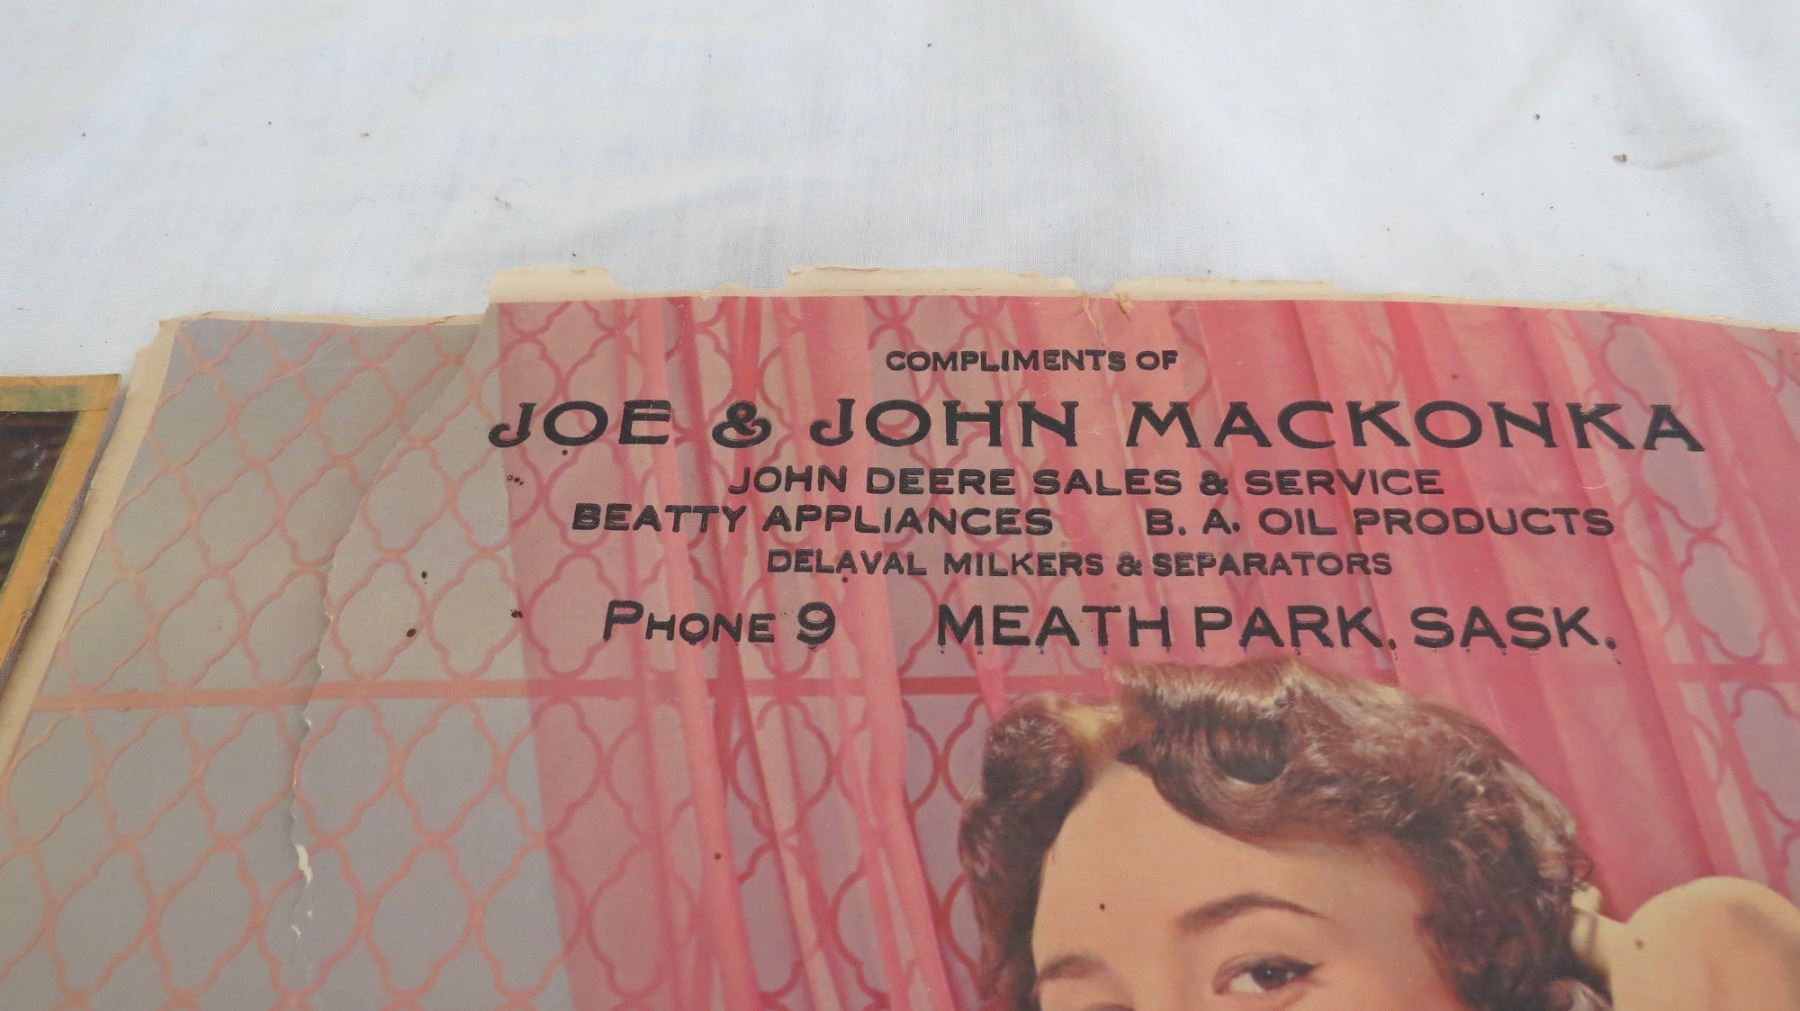 COMPLIMENTS OF
JOE & JOHN MACKONKA
JOHN DEERE SALES & SERVICE
BEATTY APPLIANCES B. A. OIL PRODUCTS
DELAVAL MILKERS & SEPARATORS
PHONE 9 MEATH PARK, SASK.